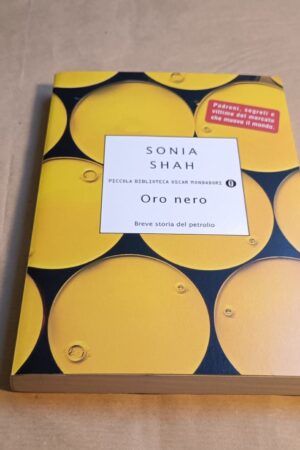 Padroni, segreti e
vittime del mercato
che muove il mondo.
SONIA
SHAH
PICCOLA BIBLIOTECA OSCAR MONDADORI
Oro nero
Breve storia del petrolio